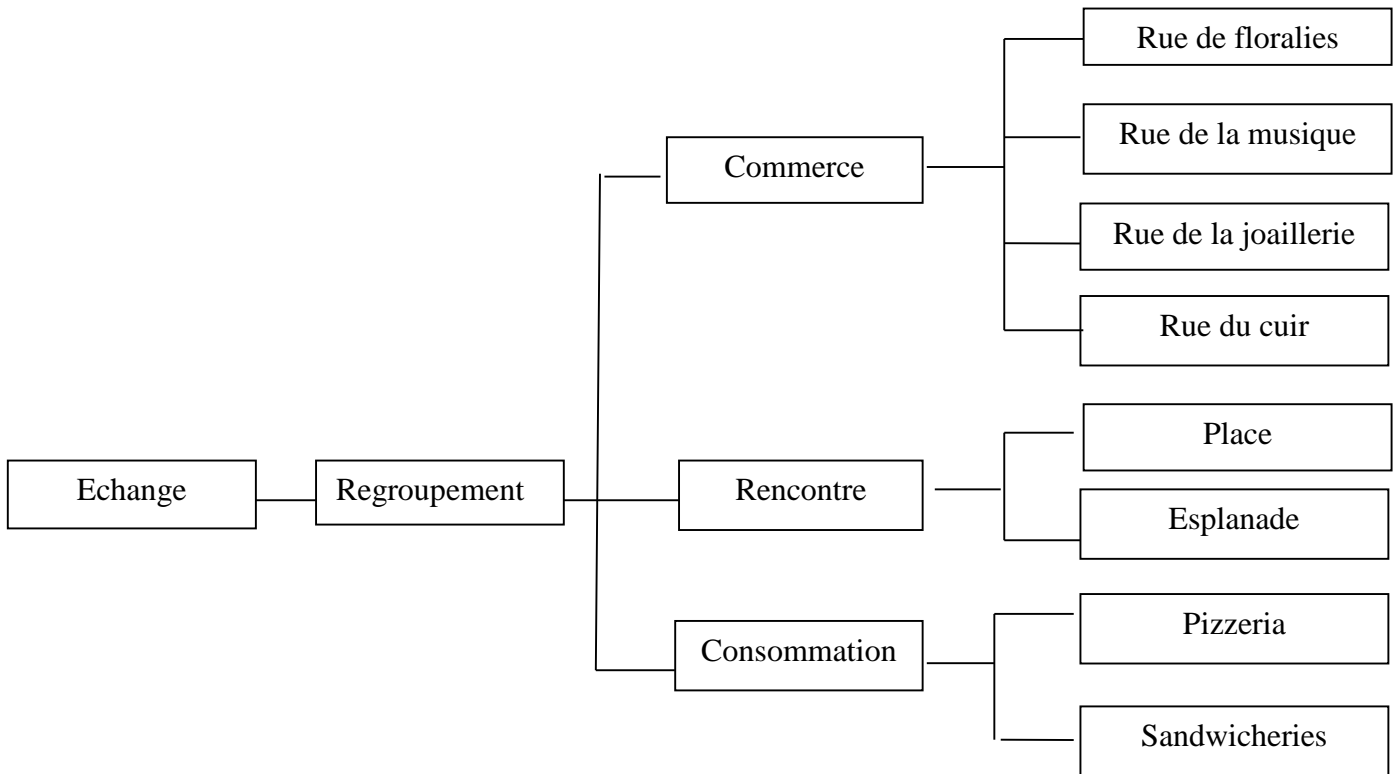 Rue de floralies
Rue de la musique
Commerce
Rue de la joaillerie
Rue du cuir
Place
Echange
Regroupement
Rencontre
Esplanade
Pizzeria
Consommation
Sandwicheries